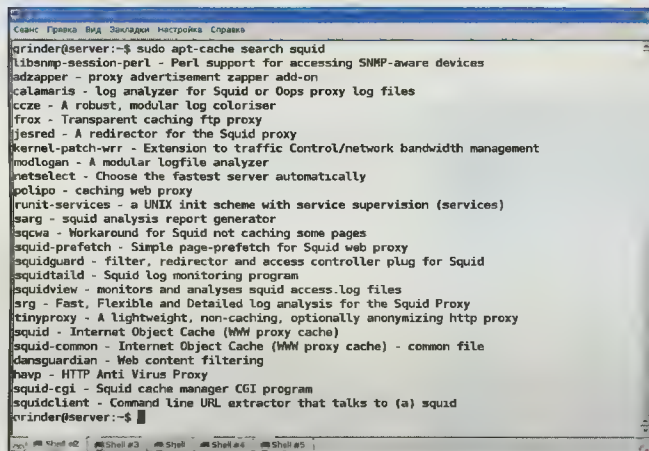 Сеанс Правка Вид Закладки Настройка Справка
grinder@server:~$ sudo apt-cache search squid
libsnmp-session-perl - Perl support for accessing SNMP-aware devices
adzapper - proxy advertisement zapper add-on
calamaris - log analyzer for Squid or Oops proxy log files
ccze - A robust, modular log coloriser
frox - Transparent caching ftp proxy
jesred - A redirector for the Squid proxy
kernel-patch-wrr - Extension to traffic Control/network bandwidth management
modlogan - A modular logfile analyzer
netselect - Choose the fastest server automatically
polipo - caching web proxy
runit-services - a UNIX init scheme with service supervision (services)
sarg - squid analysis report generator
sqcwa - Workaround for Squid not caching some pages
squid-prefetch - Simple page-prefetch for Squid web proxy
squidguard - filter, redirector and access controller plug for Squid
squidtaild - Squid log monitoring program
squidview - monitors and analyses squid access.log files
srg - Fast, Flexible and Detailed log analysis for the Squid Proxy
tinyproxy - A lightweight, non-caching, optionally anonymizing http proxy
squid - Internet Object Cache (WWW proxy cache)
squid-common - Internet Object Cache (WWW proxy cache) - common file
dansguardian - Web content filtering
havp - HTTP Anti Virus Proxy
squid-cgi - Squid cache manager CGI program
squidclient - Command line URL extractor that talks to (a) squid
grinder@server:~$
Shell #2 Shell #3 Shell Shell #4 Shell #5